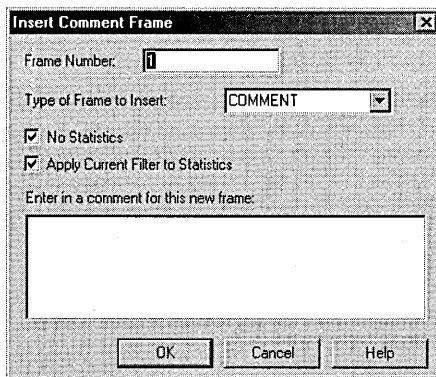 Insert Comment Frame
Frame Number: 1
Type of Frame to Insert: COMMENT
No Statistics
Apply Current Filter to Statistics
Enter in a comment for this new frame:
OK Cancel Help